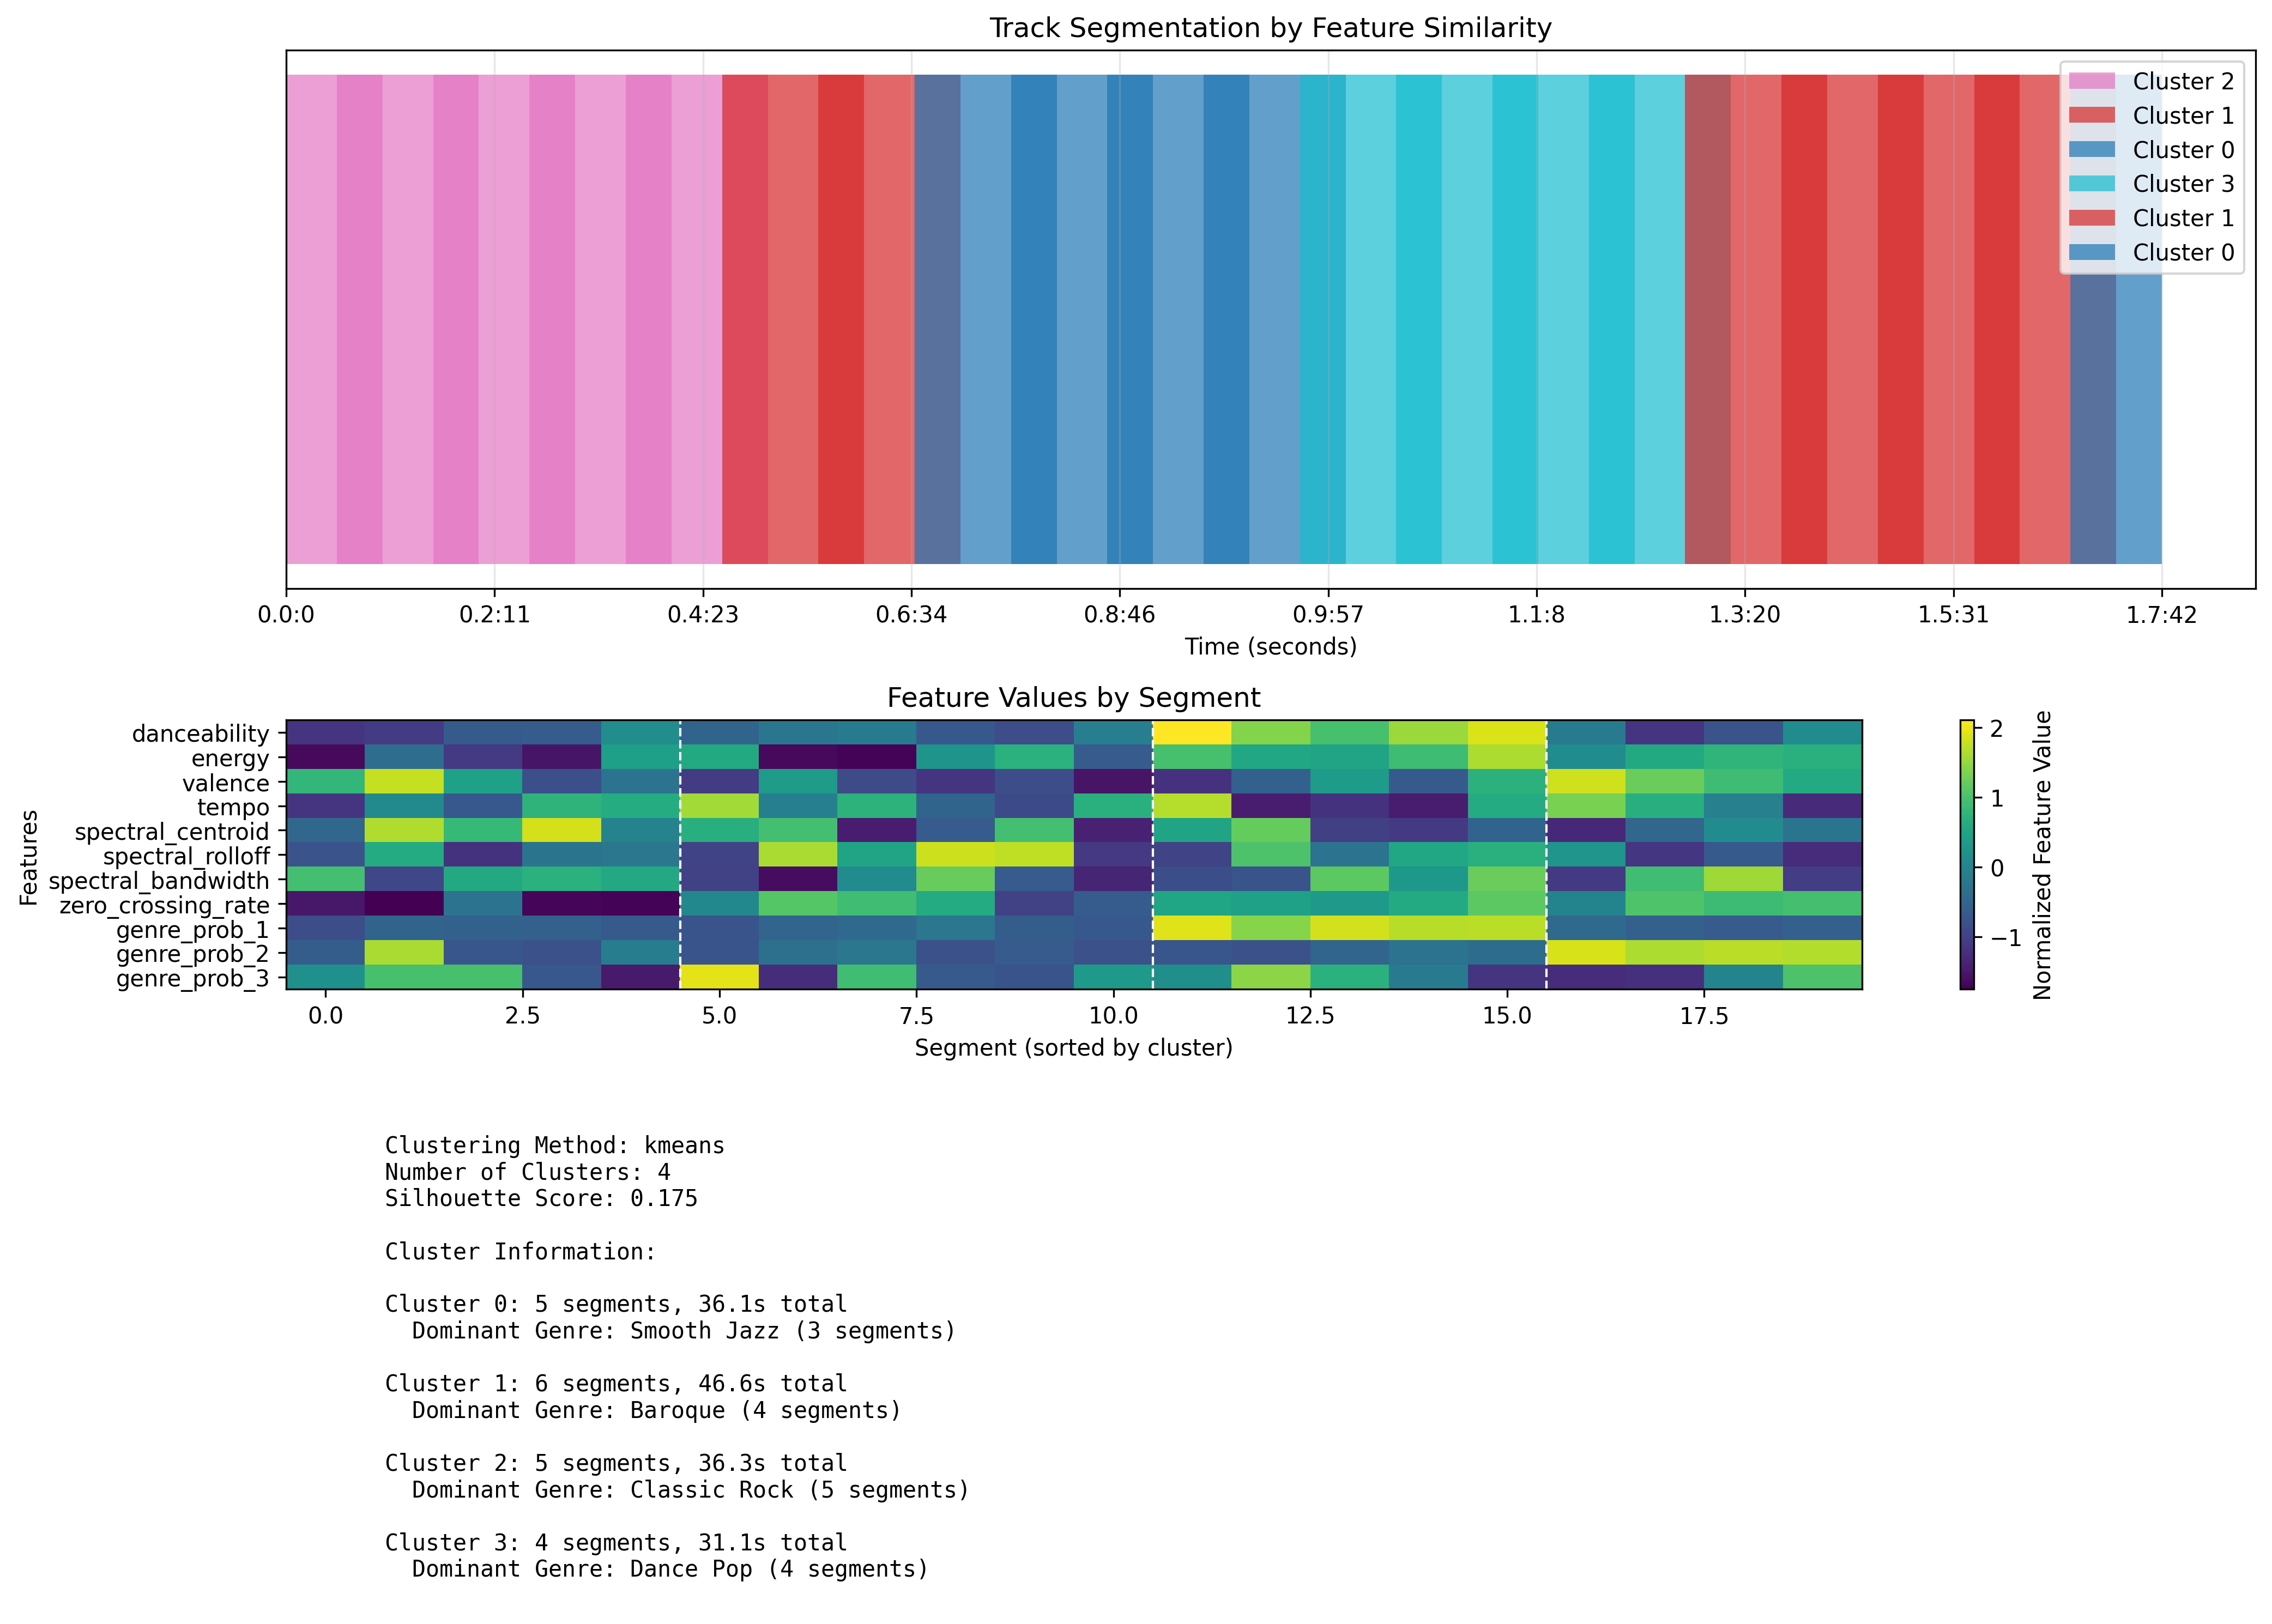 Track Segmentation by Feature Similarity
Cluster 2
Cluster 1
Cluster 0
Cluster 3
Cluster 1
Cluster 0
0.0:0 0.2:11 0.4:23 0.6:34 0.8:46 0.9:57 1.1:8 1.3:20 1.5:31 1.7:42
Time (seconds)
Feature Values by Segment
Features
danceability
energy
valence
tempo
spectral_centroid
spectral_rolloff
spectral_bandwidth
zero_crossing_rate
genre_prob_1
genre_prob_2
genre_prob_3
0.0 2.5 5.0 7.5 10.0 12.5 15.0 17.5
Segment (sorted by cluster)
2
1
0
−1
Normalized Feature Value
Clustering Method: kmeans
Number of Clusters: 4
Silhouette Score: 0.175
Cluster Information:
Cluster 0: 5 segments, 36.1s total
Dominant Genre: Smooth Jazz (3 segments)
Cluster 1: 6 segments, 46.6s total
Dominant Genre: Baroque (4 segments)
Cluster 2: 5 segments, 36.3s total
Dominant Genre: Classic Rock (5 segments)
Cluster 3: 4 segments, 31.1s total
Dominant Genre: Dance Pop (4 segments)